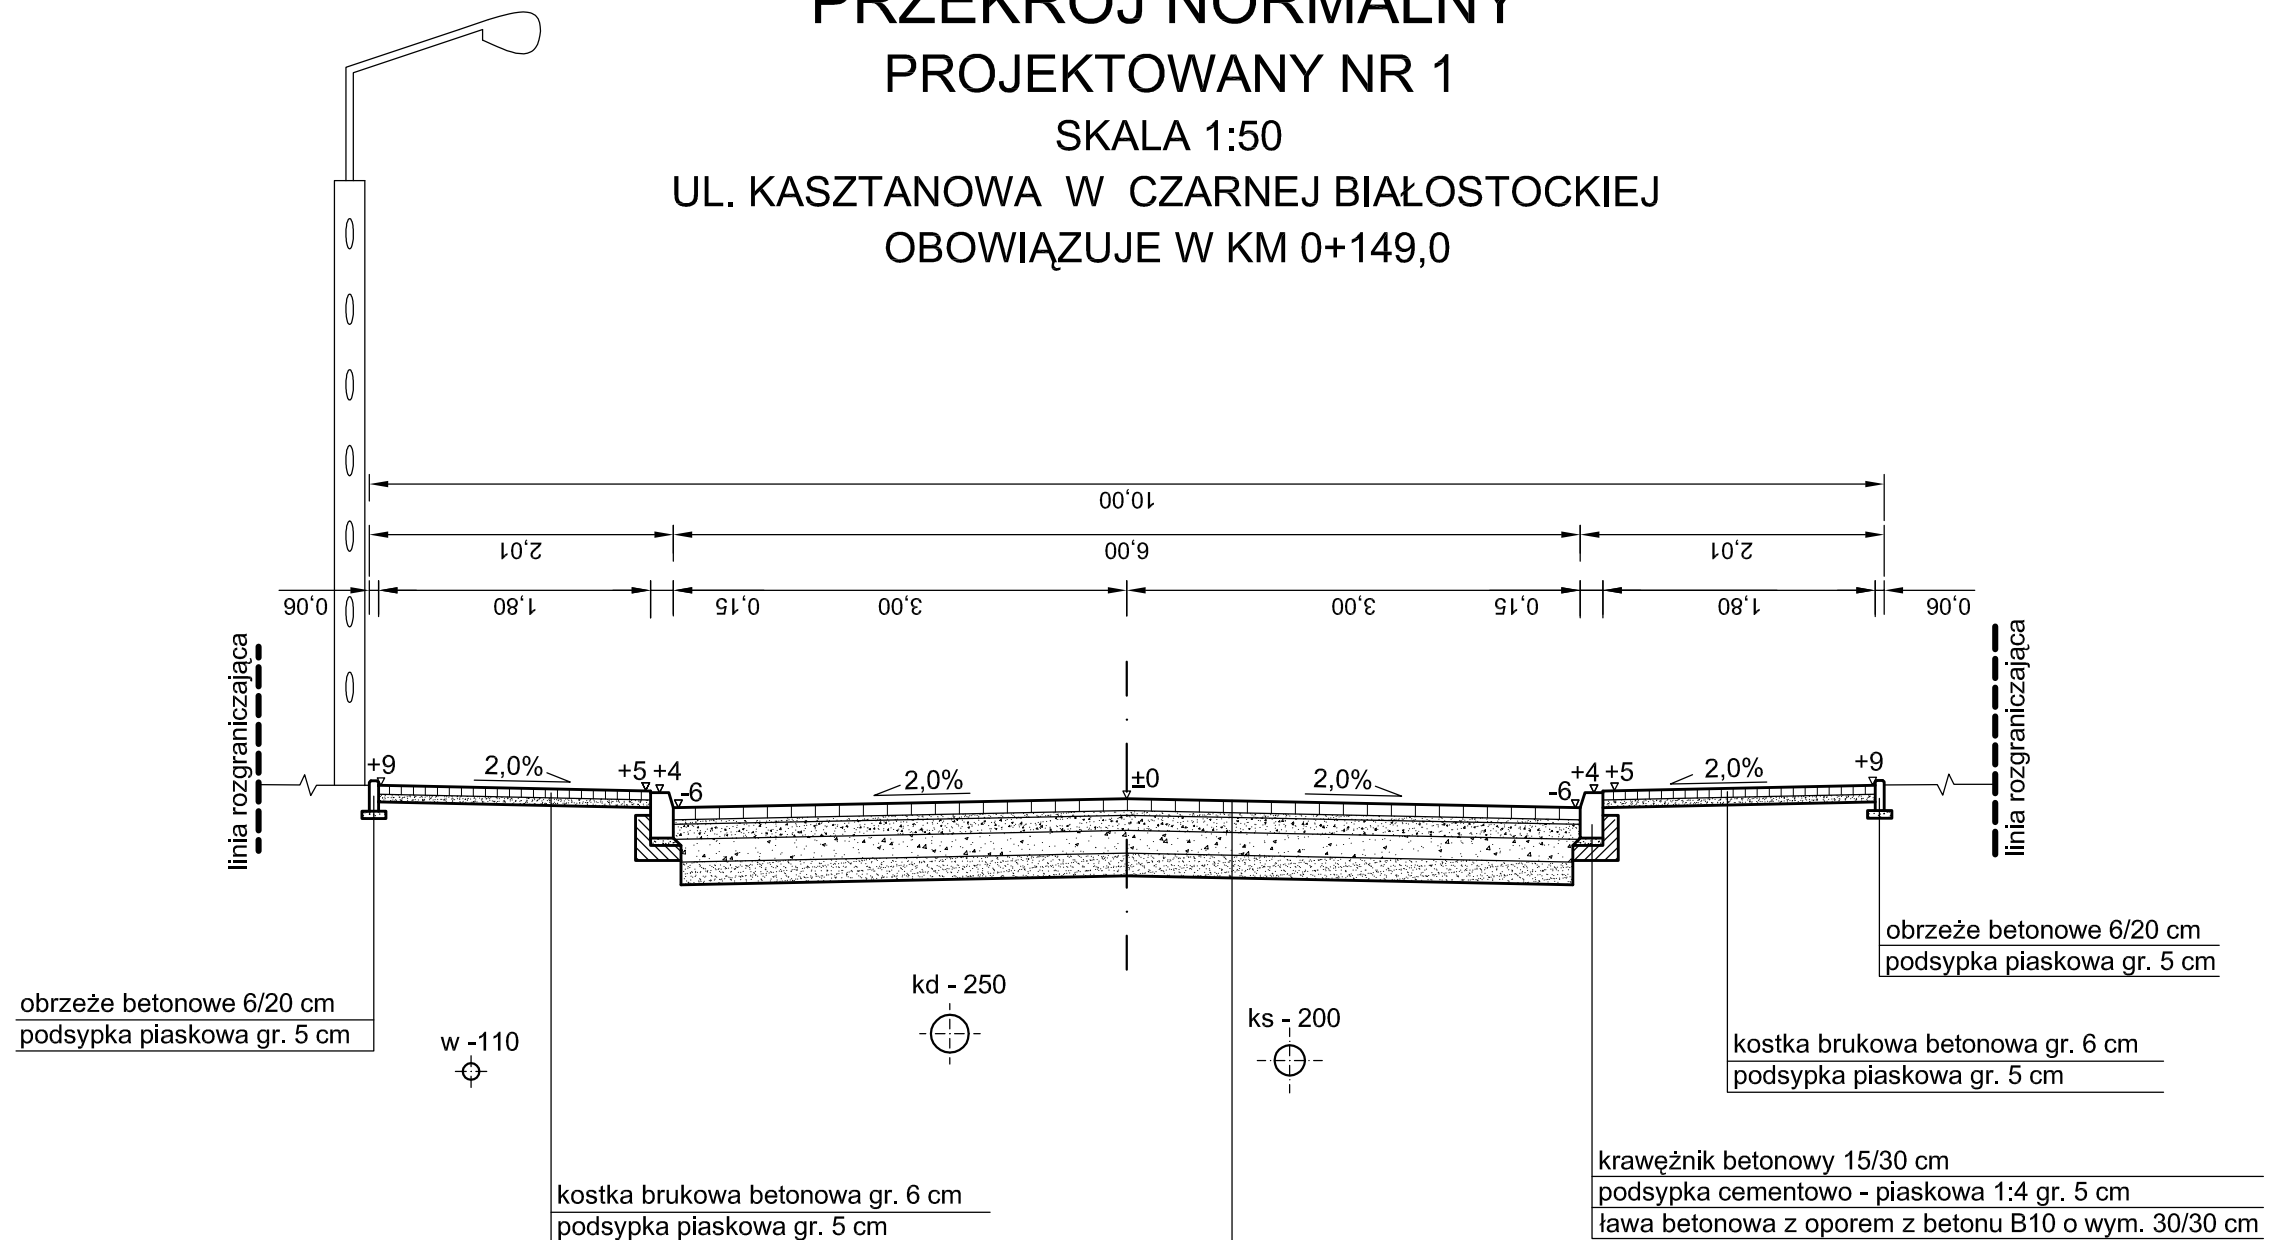 PRZEKRÓJ NORMALNY
PROJEKTOWANY NR 1
SKALA 1:50
UL. KASZTANOWA W CZARNEJ BIAŁOSTOCKIEJ
OBOWIĄZUJE W KM 0+149,0
10,00
2,01
6,00
2,01
0,06
1,80
0,15
3,00
3,00
0,15
1,80
0,06
linia rozgraniczająca
linia rozgraniczająca
+9
2,0%
+5
+4
-6
2,0%
±0
2,0%
-6
+4
+5
2,0%
+9
obrzeże betonowe 6/20 cm
podsypka piaskowa gr. 5 cm
obrzeże betonowe 6/20 cm
podsypka piaskowa gr. 5 cm
w -110
kd - 250
ks - 200
kostka brukowa betonowa gr. 6 cm
podsypka piaskowa gr. 5 cm
kostka brukowa betonowa gr. 6 cm
podsypka piaskowa gr. 5 cm
krawężnik betonowy 15/30 cm
podsypka cementowo - piaskowa 1:4 gr. 5 cm
ława betonowa z oporem z betonu B10 o wym. 30/30 cm